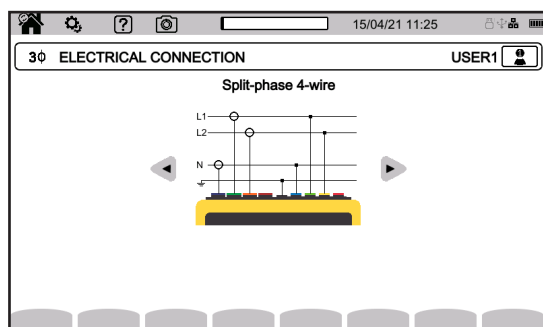 ?
15/04/21 11:25
3ϕ ELECTRICAL CONNECTION
USER1
Split-phase 4-wire
L1
L2
N